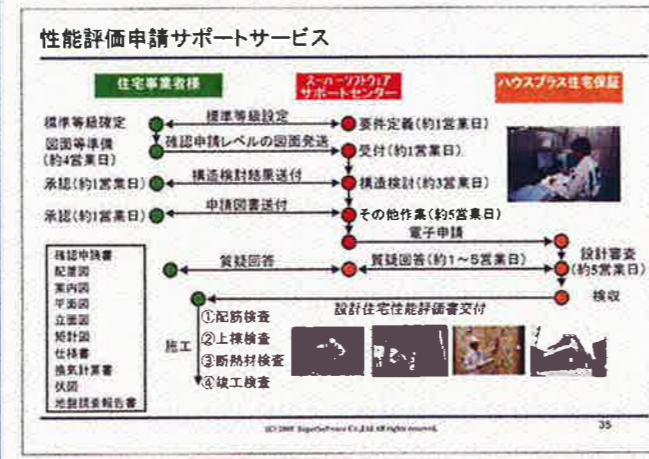 性能評価申請サポートサービス
住宅事業者様
スーパーソフトウェア
サポートセンター
ハウスプラス住宅保証
標準等級確定
標準等級設定
要件定義(約1営業日)
図面等準備
(約4営業日)
確認申請レベルの図面発送
受付(約1営業日)
承認(約1営業日)
構造検討結果送付
構造検討(約3営業日)
承認(約1営業日)
申請図書送付
その他作業(約5営業日)
電子申請
質疑回答
質疑回答(約1～5営業日)
設計審査
(約5営業日)
検収
設計住宅性能評価書交付
確認申請書
配置図
案内図
平面図
立面図
矩計図
仕様書
換気計算書
伏図
地盤調査報告書
施工
①配筋検査
②上棟検査
③断熱材検査
④竣工検査
All rights reserved.
35